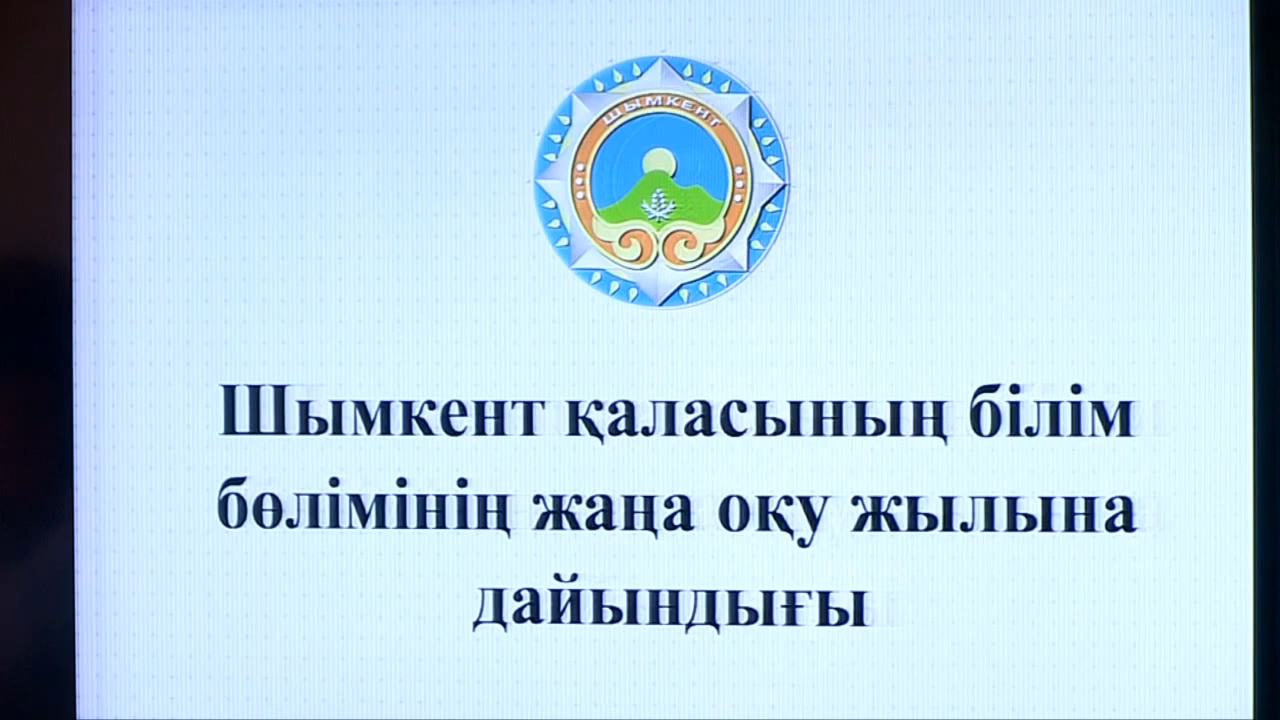 ШЫМКЕНТ
Шымкент қаласының білім
бөлімінің жаңа оқу жылына
дайындығы